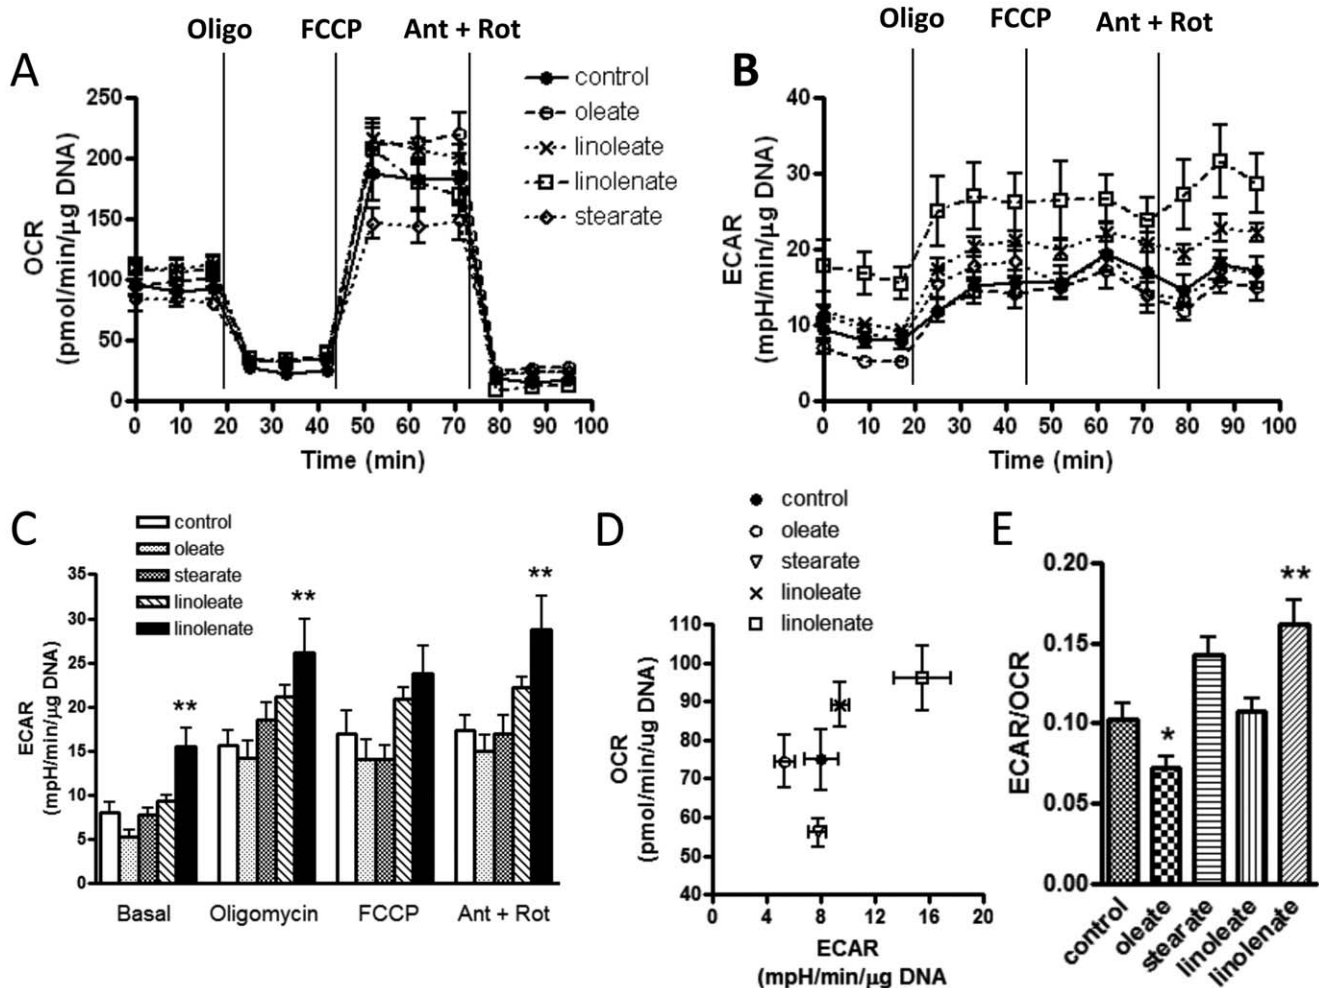 Oligo FCCP Ant + Rot
A
OCR
(pmol/min/µg DNA)
250
200
150
100
50
0
0 10 20 30 40 50 60 70 80 90 100
Time (min)
control
oleate
linoleate
linolenate
stearate
Oligo FCCP Ant + Rot
B
ECAR
(mpH/min/µg DNA)
40
30
20
10
0
0 10 20 30 40 50 60 70 80 90 100
Time (min)
C
control
oleate
stearate
linoleate
linolenate
ECAR
(mpH/min/µg DNA)
35
30
25
20
15
10
5
0
** ** **
Basal Oligomycin FCCP Ant + Rot
D
control
oleate
stearate
linoleate
linolenate
OCR
(pmol/min/ug DNA)
110
100
90
80
70
60
50
40
0 4 8 12 16 20
ECAR
(mpH/min/µg DNA
E
ECAR/OCR
0.20
0.15
0.10
0.05
0.00
* **
control
oleate
stearate
linoleate
linolenate